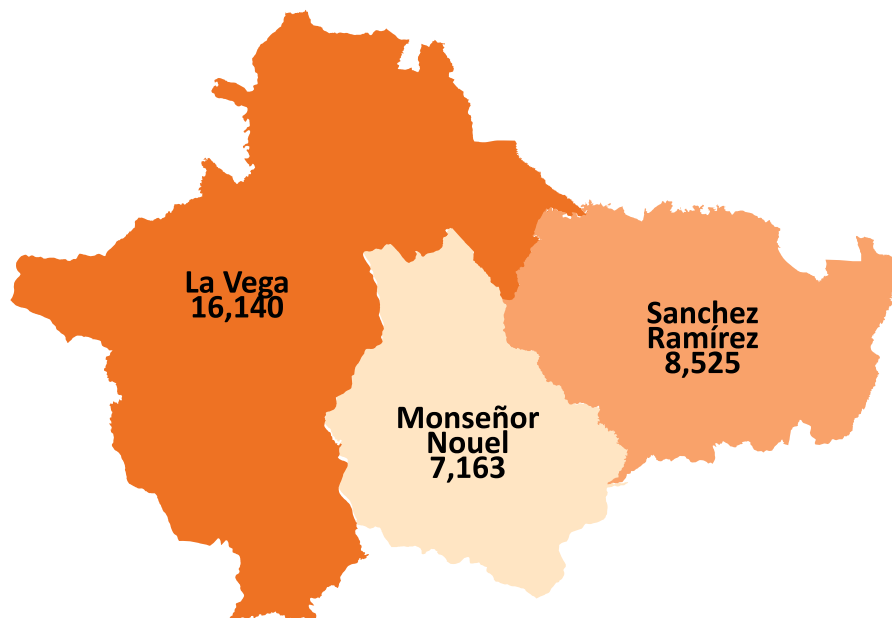 La Vega
16,140
Sanchez
Ramírez
8,525
Monseñor
Nouel
7,163